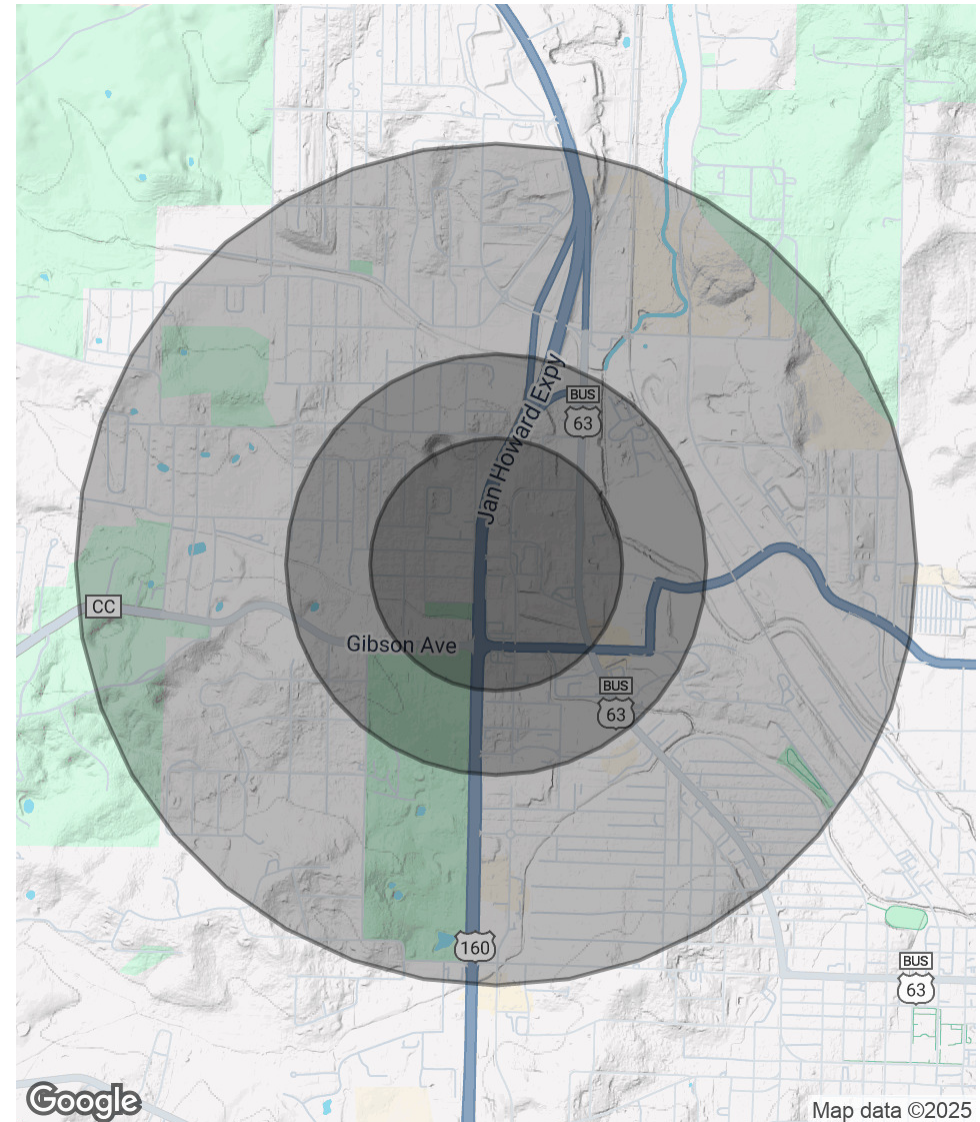 Jan Howard Expy
BUS
63
CC
Gibson Ave
BUS
63
160
BUS
63
Google
Map data ©2025